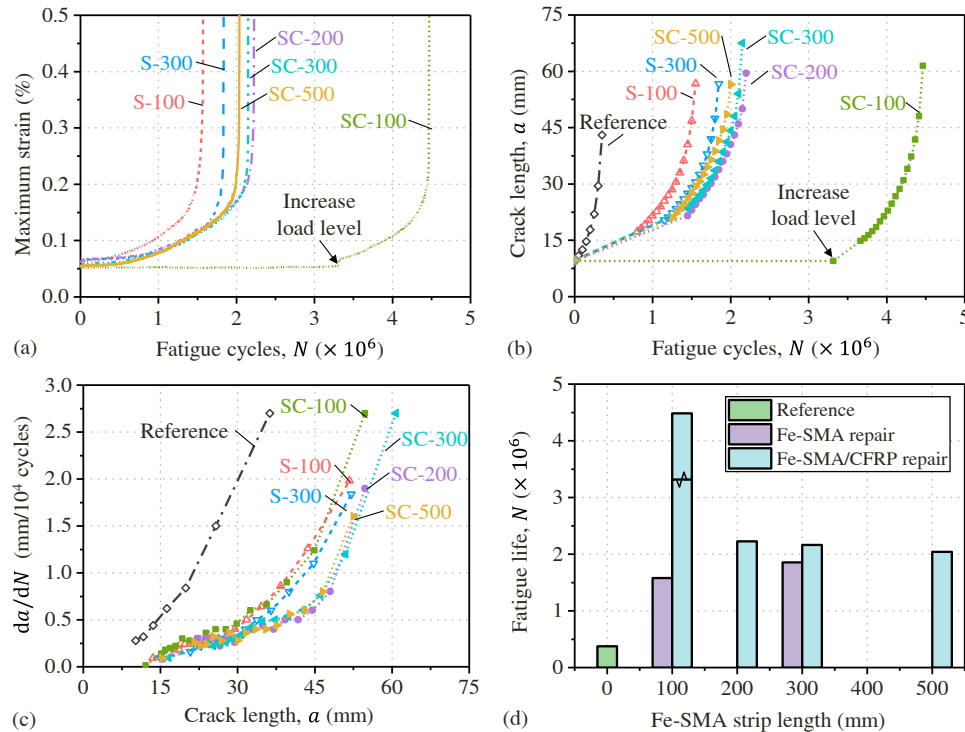 0.5
0.4
0.3
0.2
0.1
0.0
Maximum strain (%)
S-300
S-100
SC-200
SC-300
SC-500
SC-100
Increase
load level
0 1 2 3 4 5
(a)
Fatigue cycles, N (× 10⁶)
75
60
45
30
15
0
Crack length, a (mm)
SC-500
SC-300
S-300
SC-200
S-100
Reference
SC-100
Increase
load level
0 1 2 3 4 5
(b)
Fatigue cycles, N (× 10⁶)
3.0
2.5
2.0
1.5
1.0
0.5
0.0
da/dN (mm/10⁴ cycles)
Reference
SC-100
SC-300
S-100
SC-200
S-300
SC-500
0 15 30 45 60 75
(c)
Crack length, a (mm)
5
4
3
2
1
0
Fatigue life, N (× 10⁶)
Reference
Fe-SMA repair
Fe-SMA/CFRP repair
0 100 200 300 400 500
(d)
Fe-SMA strip length (mm)